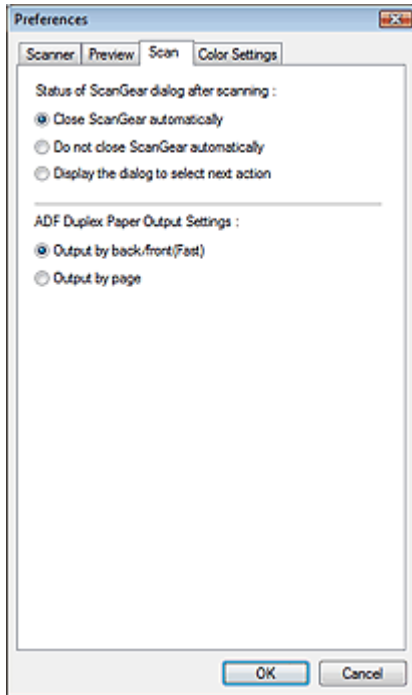 Preferences
Scanner Preview Scan Color Settings
Status of ScanGear dialog after scanning :
Close ScanGear automatically
Do not close ScanGear automatically
Display the dialog to select next action
ADF Duplex Paper Output Settings :
Output by back/front(Fast)
Output by page
OK Cancel